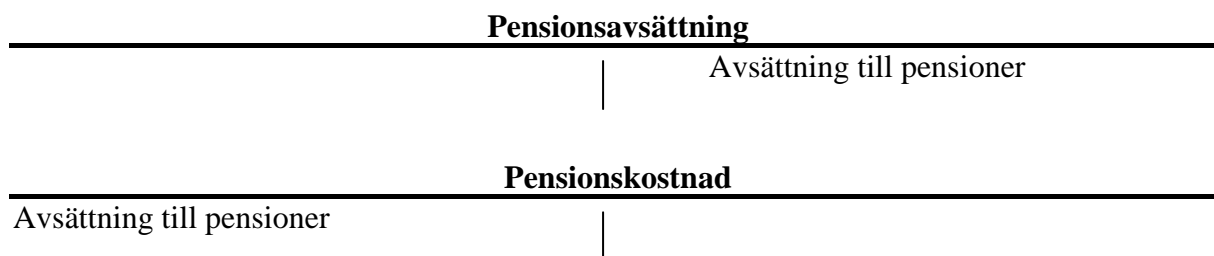 Pensionsavsättning
Avsättning till pensioner
Pensionskostnad
Avsättning till pensioner